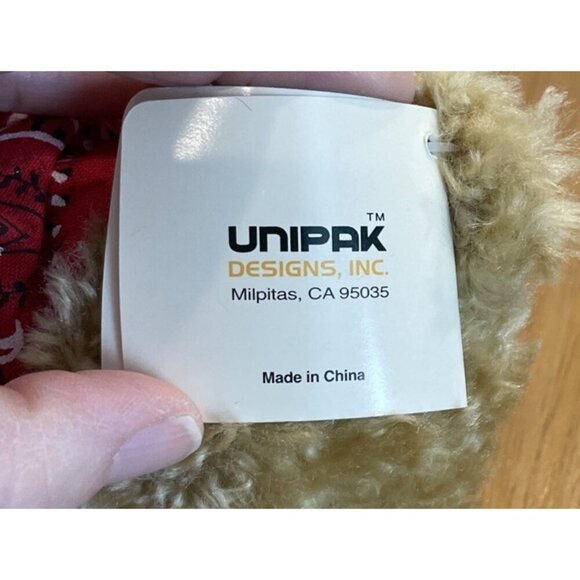 UNIPAK™
DESIGNS, INC.
Milpitas, CA 95035
Made in China